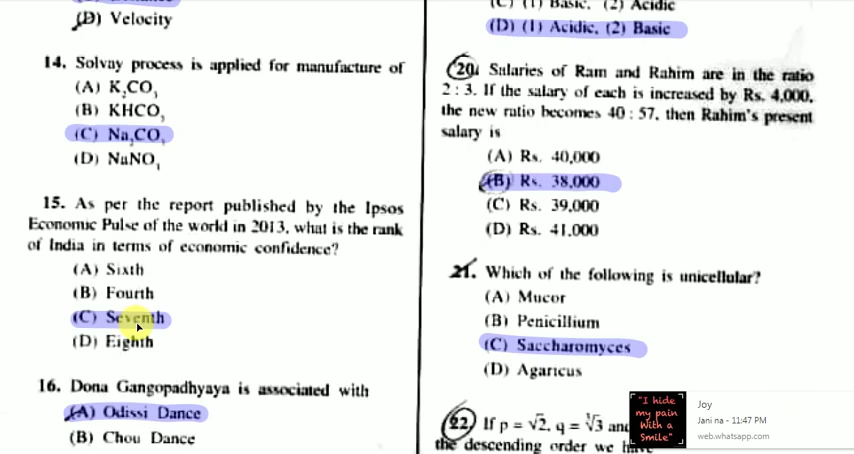 (D) Velocity
14. Solvay process is applied for manufacture of
(A) K₂CO₃
(B) KHCO₃
(C) Na₂CO₃
(D) NaNO₃
15. As per the report published by the Ipsos
Economic Pulse of the world in 2013, what is the rank
of India in terms of economic confidence?
(A) Sixth
(B) Fourth
(C) Seventh
(D) Eighth
16. Dona Gangopadhyaya is associated with
(A) Odissi Dance
(B) Chou Dance
(C) (1) Basic, (2) Acidic
(D) (1) Acidic, (2) Basic
20. Salaries of Ram and Rahim are in the ratio
2 : 3. If the salary of each is increased by Rs. 4,000,
the new ratio becomes 40 : 57, then Rahim's present
salary is
(A) Rs. 40,000
(B) Rs. 38,000
(C) Rs. 39,000
(D) Rs. 41,000
21. Which of the following is unicellular?
(A) Mucor
(B) Penicillium
(C) Saccharomyces
(D) Agaricus
22. If p = √2, q = ∛3 and
the descending order we have
"I hide
my pain
With a
Smile"
Joy
Jani na - 11:47 PM
web.whatsapp.com